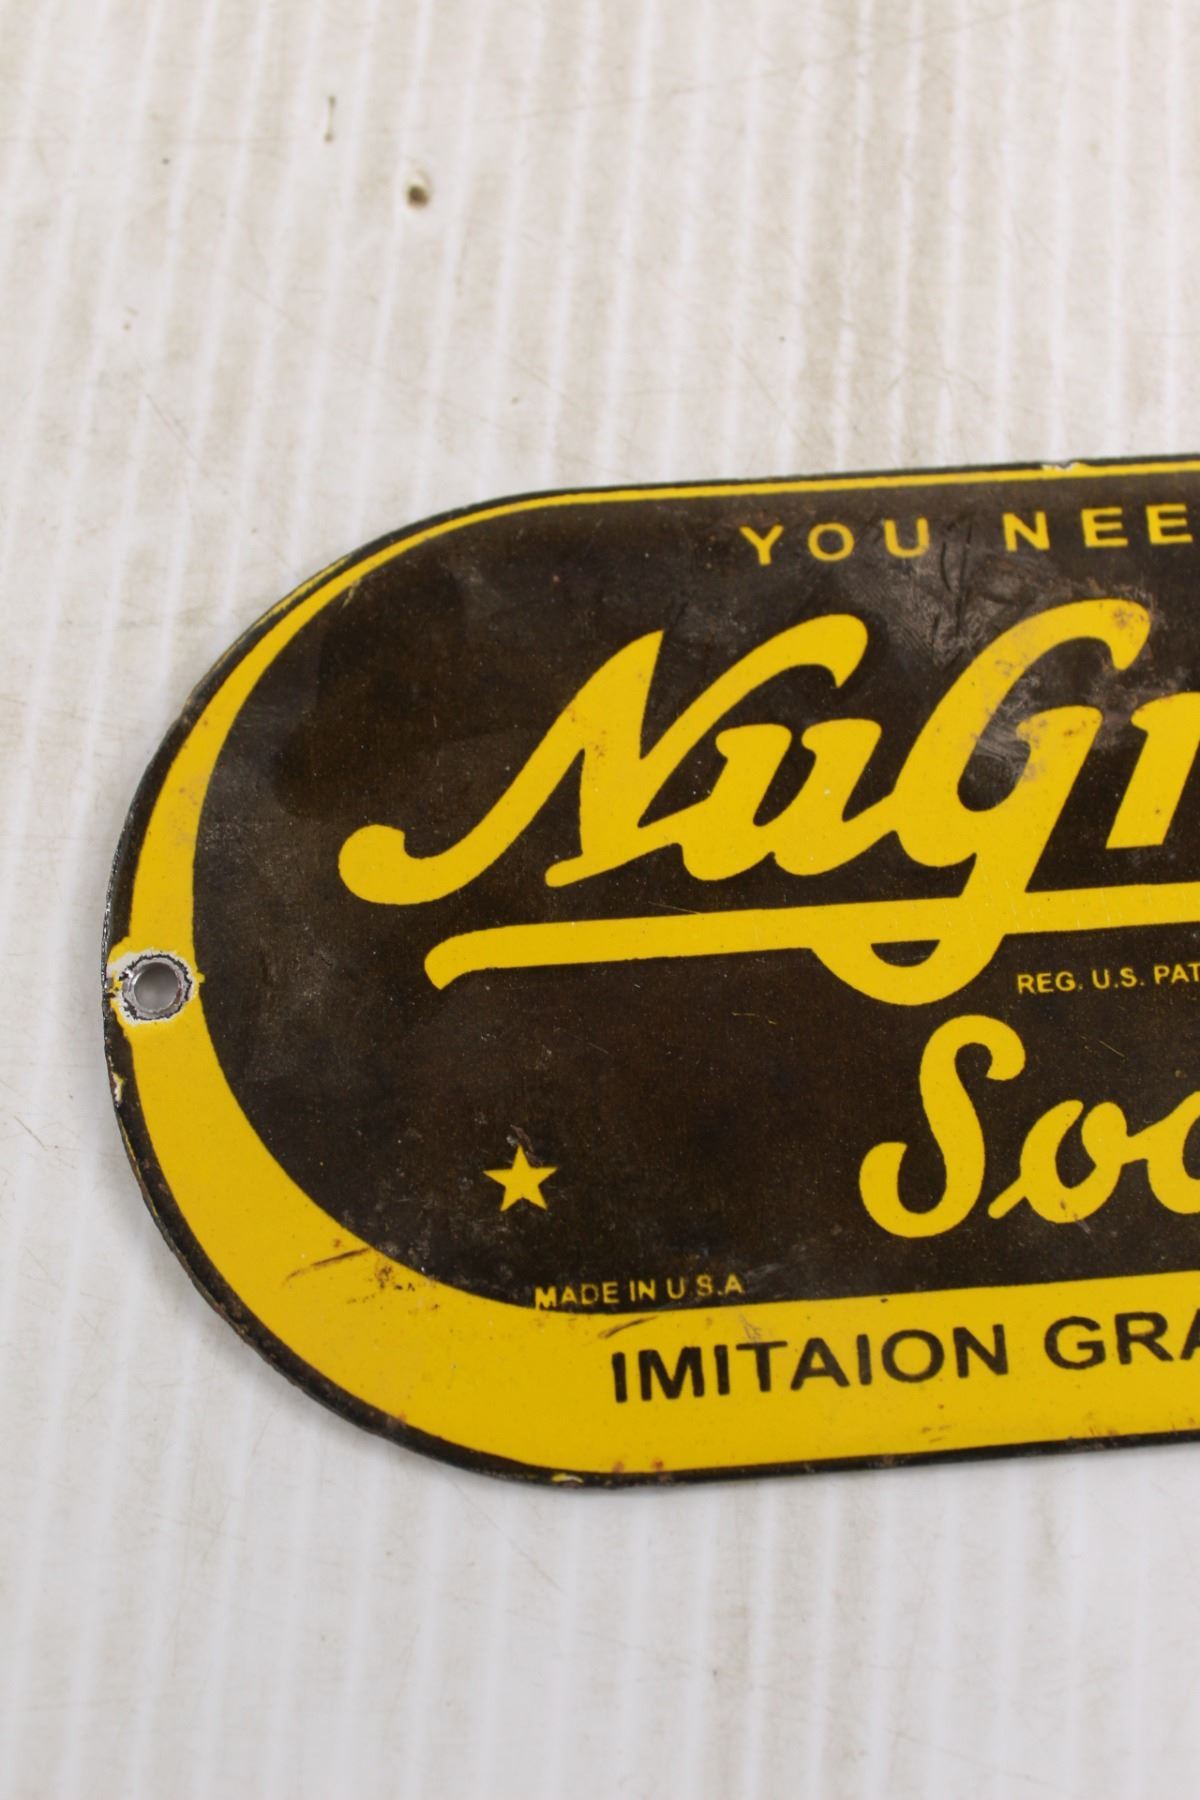 YOU NEE
NuGr
REG. U.S. PAT
Soc
MADE IN U.S.A
IMITAION GRA